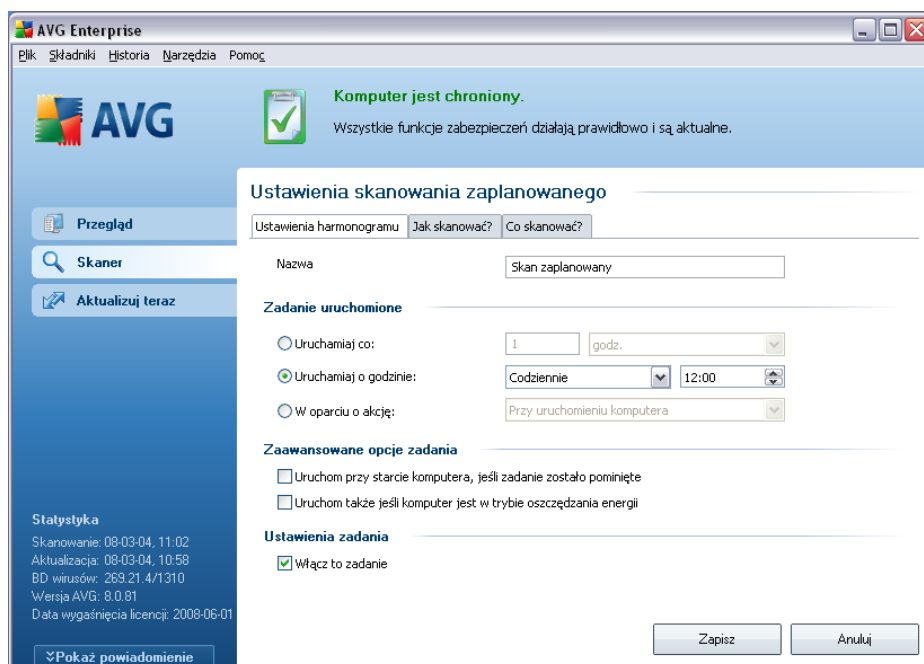 AVG Enterprise
Plik Składniki Historia Narzędzia Pomoc
AVG
Komputer jest chroniony.
Wszystkie funkcje zabezpieczeń działają prawidłowo i są aktualne.
Przegląd
Skaner
Aktualizuj teraz
Ustawienia skanowania zaplanowanego
Ustawienia harmonogramu Jak skanować? Co skanować?
Nazwa Skan zaplanowany
Zadanie uruchomione
Uruchamiaj co: 1 godz.
Uruchamiaj o godzinie: Codziennie 12:00
W oparciu o akcję: Przy uruchomieniu komputera
Zaawansowane opcje zadania
Uruchom przy starcie komputera, jeśli zadanie zostało pominięte
Uruchom także jeśli komputer jest w trybie oszczędzania energii
Ustawienia zadania
Włącz to zadanie
Statystyka
Skanowanie: 08-03-04, 11:02
Aktualizacja: 08-03-04, 10:58
BD wirusów: 269.21.4/1310
Wersja AVG: 8.0.81
Data wygaśnięcia licencji: 2008-06-01
Pokaż powiadomienie
Zapisz Anuluj